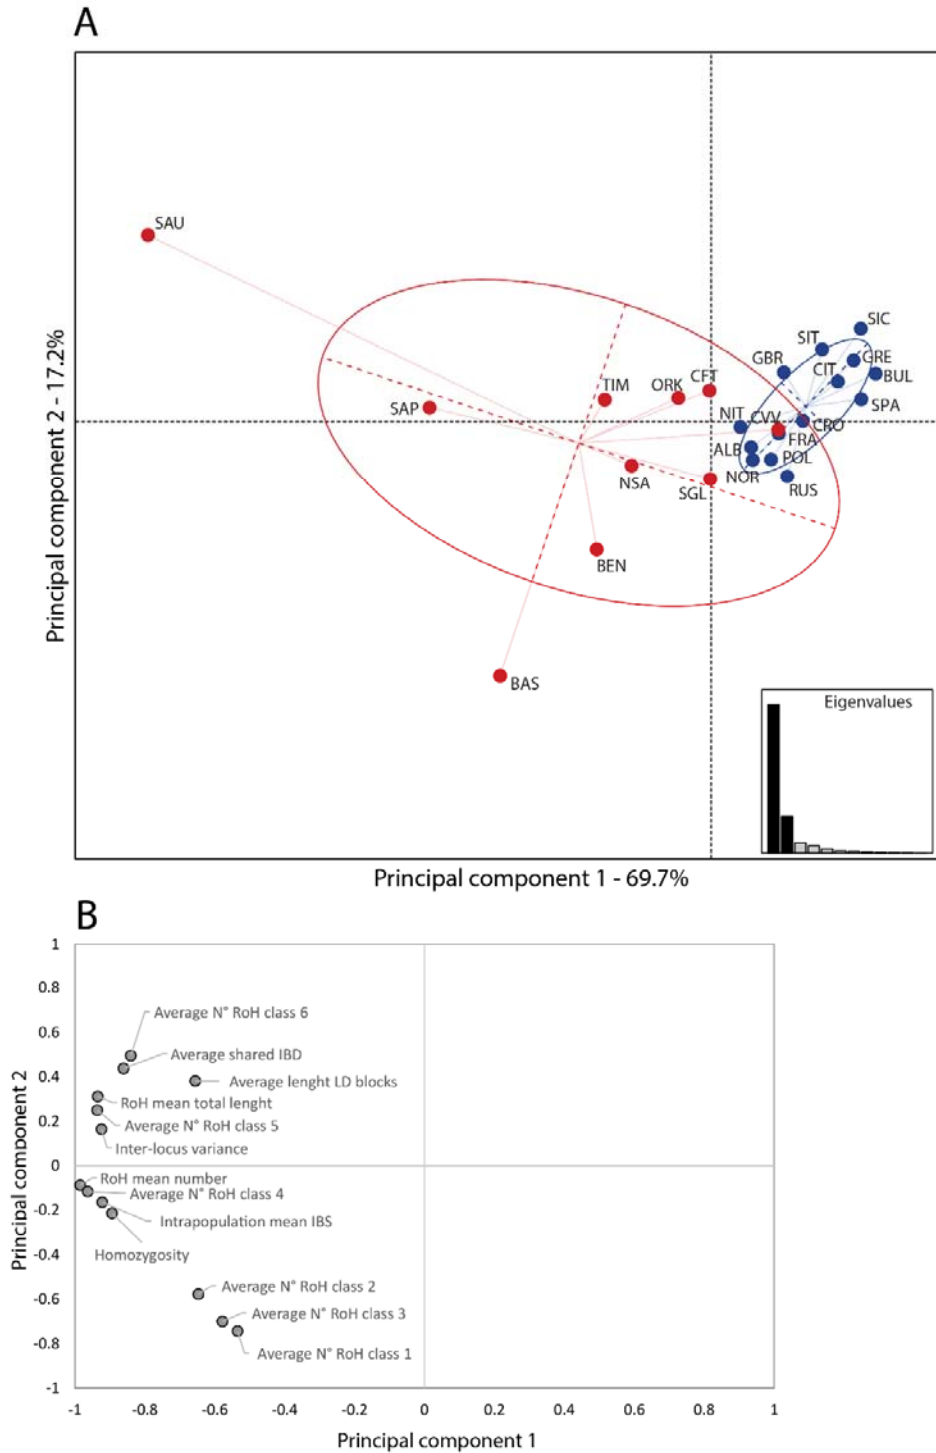 A
SAU
SIC
SIT
GRE
GBR
CIT
BUL
TIM
ORK
CFT
SPA
SAP
NIT
CVV
CRO
ALB
FRA
NSA
NOR
POL
SGL
RUS
BEN
BAS
Principal component 2 - 17.2%
Eigenvalues
Principal component 1 - 69.7%
B
1
0.8
0.6
0.4
0.2
0
-0.2
-0.4
-0.6
-0.8
-1
Average N° RoH class 6
Average shared IBD
Average lenght LD blocks
RoH mean total lenght
Average N° RoH class 5
Inter-locus variance
RoH mean number
Average N° RoH class 4
Intrapopulation mean IBS
Homozygosity
Average N° RoH class 2
Average N° RoH class 3
Average N° RoH class 1
Principal component 2
-1 -0.8 -0.6 -0.4 -0.2 0 0.2 0.4 0.6 0.8 1
Principal component 1